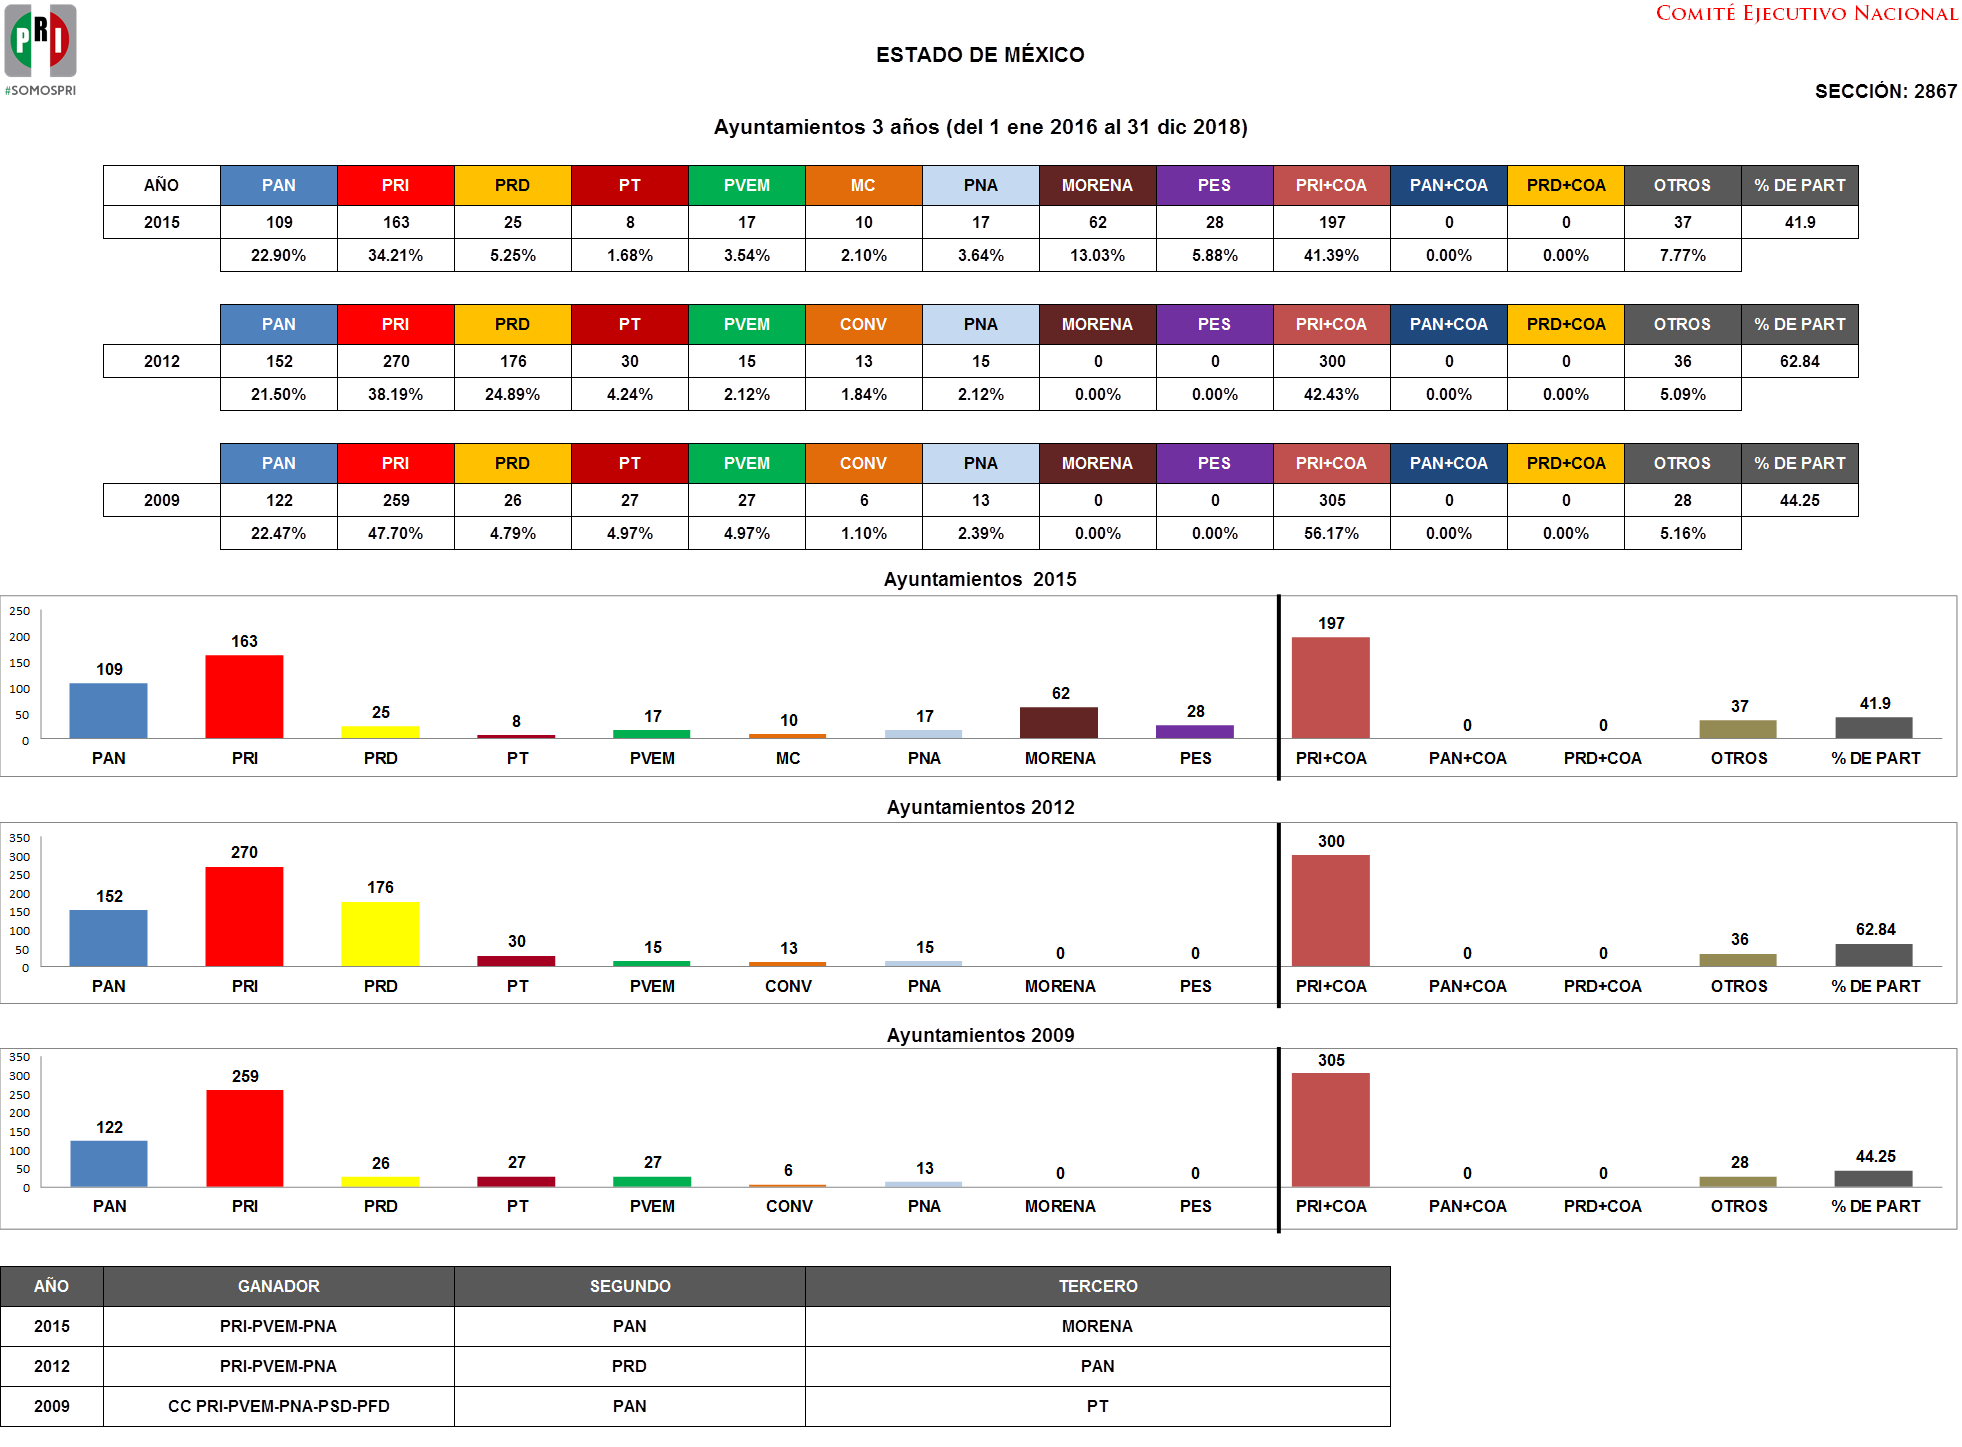 PRI
#SOMOSPRI
COMITÉ EJECUTIVO NACIONAL
ESTADO DE MÉXICO
SECCIÓN: 2867
Ayuntamientos 3 años (del 1 ene 2016 al 31 dic 2018)
AÑO PAN PRI PRD PT PVEM MC PNA MORENA PES PRI+COA PAN+COA PRD+COA OTROS % DE PART
2015 109 163 25 8 17 10 17 62 28 197 0 0 37 41.9
22.90% 34.21% 5.25% 1.68% 3.54% 2.10% 3.64% 13.03% 5.88% 41.39% 0.00% 0.00% 7.77%
PAN PRI PRD PT PVEM CONV PNA MORENA PES PRI+COA PAN+COA PRD+COA OTROS % DE PART
2012 152 270 176 30 15 13 15 0 0 300 0 0 36 62.84
21.50% 38.19% 24.89% 4.24% 2.12% 1.84% 2.12% 0.00% 0.00% 42.43% 0.00% 0.00% 5.09%
PAN PRI PRD PT PVEM CONV PNA MORENA PES PRI+COA PAN+COA PRD+COA OTROS % DE PART
2009 122 259 26 27 27 6 13 0 0 305 0 0 28 44.25
22.47% 47.70% 4.79% 4.97% 4.97% 1.10% 2.39% 0.00% 0.00% 56.17% 0.00% 0.00% 5.16%
Ayuntamientos 2015
250
200
150
100
50
0
109 163 25 8 17 10 17 62 28 197 0 0 37 41.9
PAN PRI PRD PT PVEM MC PNA MORENA PES PRI+COA PAN+COA PRD+COA OTROS % DE PART
Ayuntamientos 2012
350
300
250
200
150
100
50
0
152 270 176 30 15 13 15 0 0 300 0 0 36 62.84
PAN PRI PRD PT PVEM CONV PNA MORENA PES PRI+COA PAN+COA PRD+COA OTROS % DE PART
Ayuntamientos 2009
350
300
250
200
150
100
50
0
122 259 26 27 27 6 13 0 0 305 0 0 28 44.25
PAN PRI PRD PT PVEM CONV PNA MORENA PES PRI+COA PAN+COA PRD+COA OTROS % DE PART
AÑO GANADOR SEGUNDO TERCERO
2015 PRI-PVEM-PNA PAN MORENA
2012 PRI-PVEM-PNA PRD PAN
2009 CC PRI-PVEM-PNA-PSD-PFD PAN PT